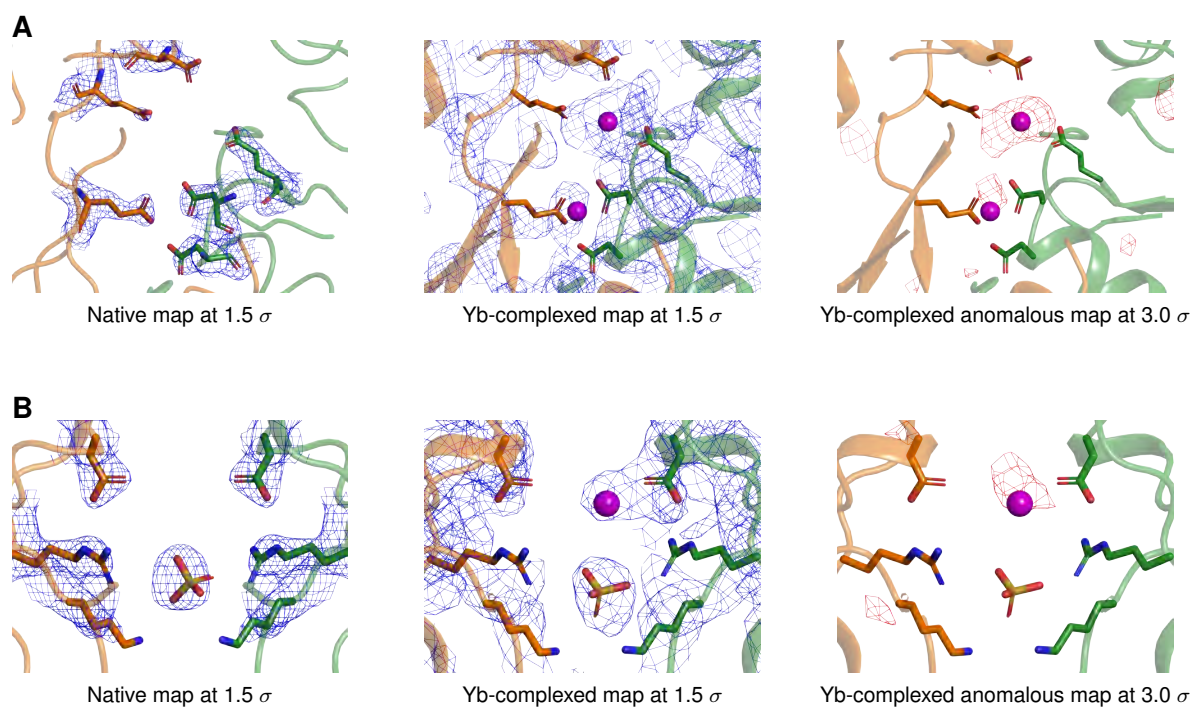 A
Native map at 1.5 σ
Yb-complexed map at 1.5 σ
Yb-complexed anomalous map at 3.0 σ
B
Native map at 1.5 σ
Yb-complexed map at 1.5 σ
Yb-complexed anomalous map at 3.0 σ